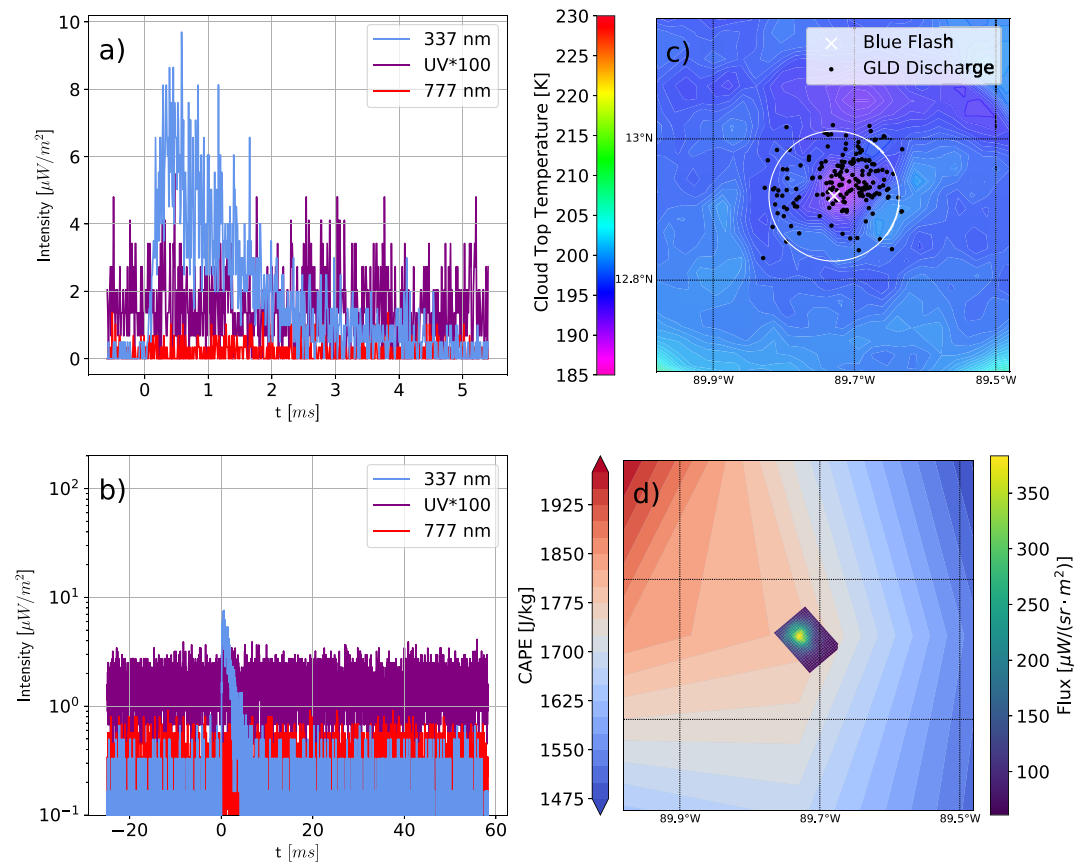 a)
337 nm
UV*100
777 nm
10
8
6
4
2
0
Intensity [μW/m²]
0
1
2
3
4
5
t [ms]
230
225
220
215
210
205
200
195
190
185
Cloud Top Temperature [K]
c)
Blue Flash
GLD Discharge
13°N
12.8°N
89.9°W
89.7°W
89.5°W
b)
337 nm
UV*100
777 nm
10²
10¹
10⁰
10⁻¹
Intensity [μW/m²]
−20
0
20
40
60
t [ms]
1925
1850
1775
1700
1625
1550
1475
CAPE [J/kg]
d)
89.9°W
89.7°W
89.5°W
350
300
250
200
150
100
Flux [μW/(sr · m²)]